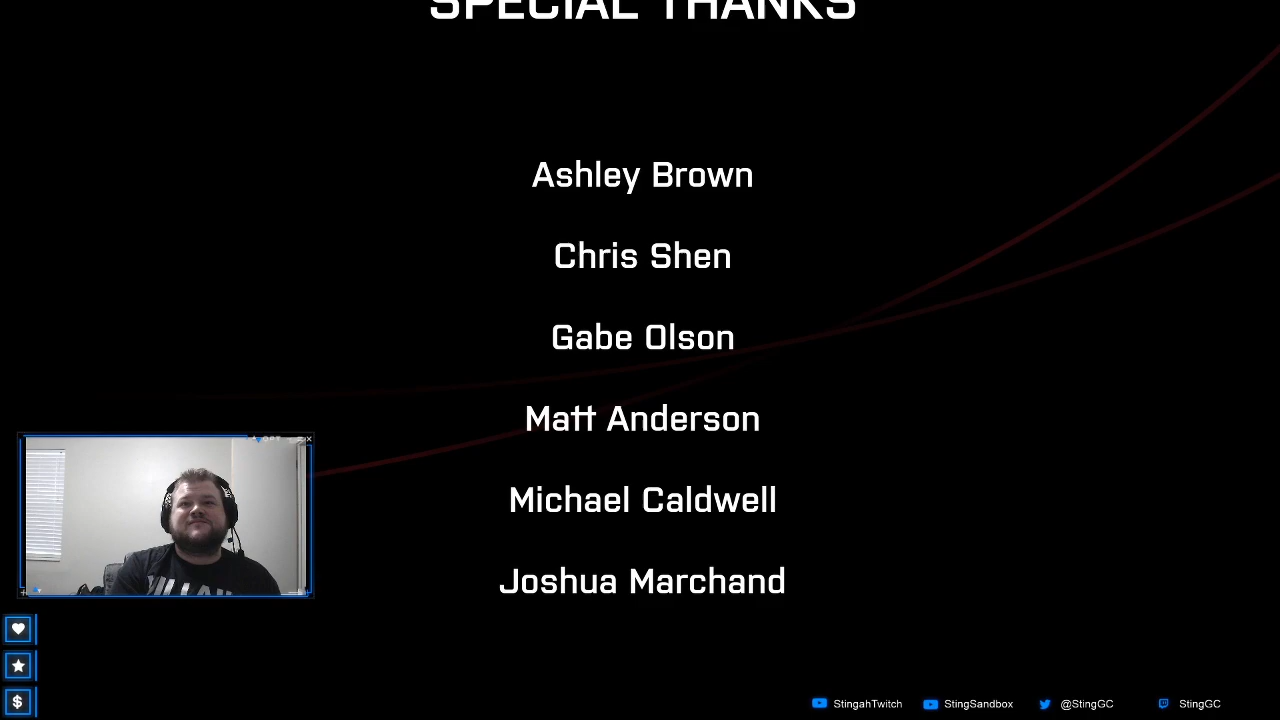 SPECIAL THANKS
Ashley Brown
Chris Shen
Gabe Olson
Matt Anderson
Michael Caldwell
Joshua Marchand
$
StingahTwitch
StingSandbox
@StingGC
StingGC